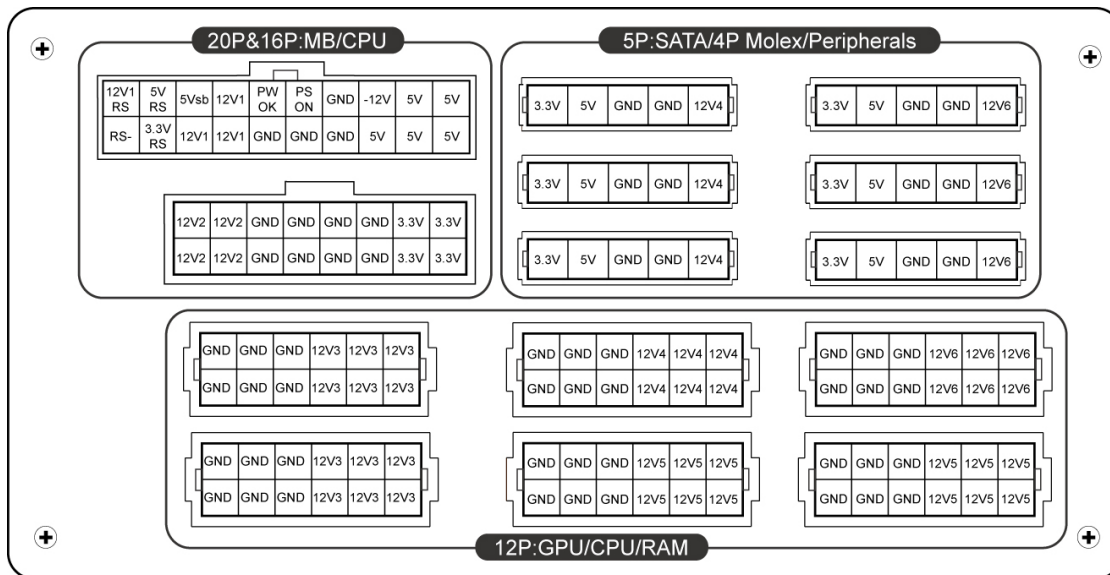 20P&16P:MB/CPU
12V1 RS 5V RS 5Vsb 12V1 PW OK PS ON GND -12V 5V 5V
RS- 3.3V RS 12V1 12V1 GND GND GND 5V 5V 5V
12V2 12V2 GND GND GND GND 3.3V 3.3V
12V2 12V2 GND GND GND GND 3.3V 3.3V
5P:SATA/4P Molex/Peripherals
3.3V 5V GND GND 12V4 3.3V 5V GND GND 12V6
3.3V 5V GND GND 12V4 3.3V 5V GND GND 12V6
3.3V 5V GND GND 12V4 3.3V 5V GND GND 12V6
GND GND GND 12V3 12V3 12V3 GND GND GND 12V4 12V4 12V4 GND GND GND 12V6 12V6 12V6
GND GND GND 12V3 12V3 12V3 GND GND GND 12V4 12V4 12V4 GND GND GND 12V6 12V6 12V6
GND GND GND 12V3 12V3 12V3 GND GND GND 12V5 12V5 12V5 GND GND GND 12V5 12V5 12V5
GND GND GND 12V3 12V3 12V3 GND GND GND 12V5 12V5 12V5 GND GND GND 12V5 12V5 12V5
12P:GPU/CPU/RAM